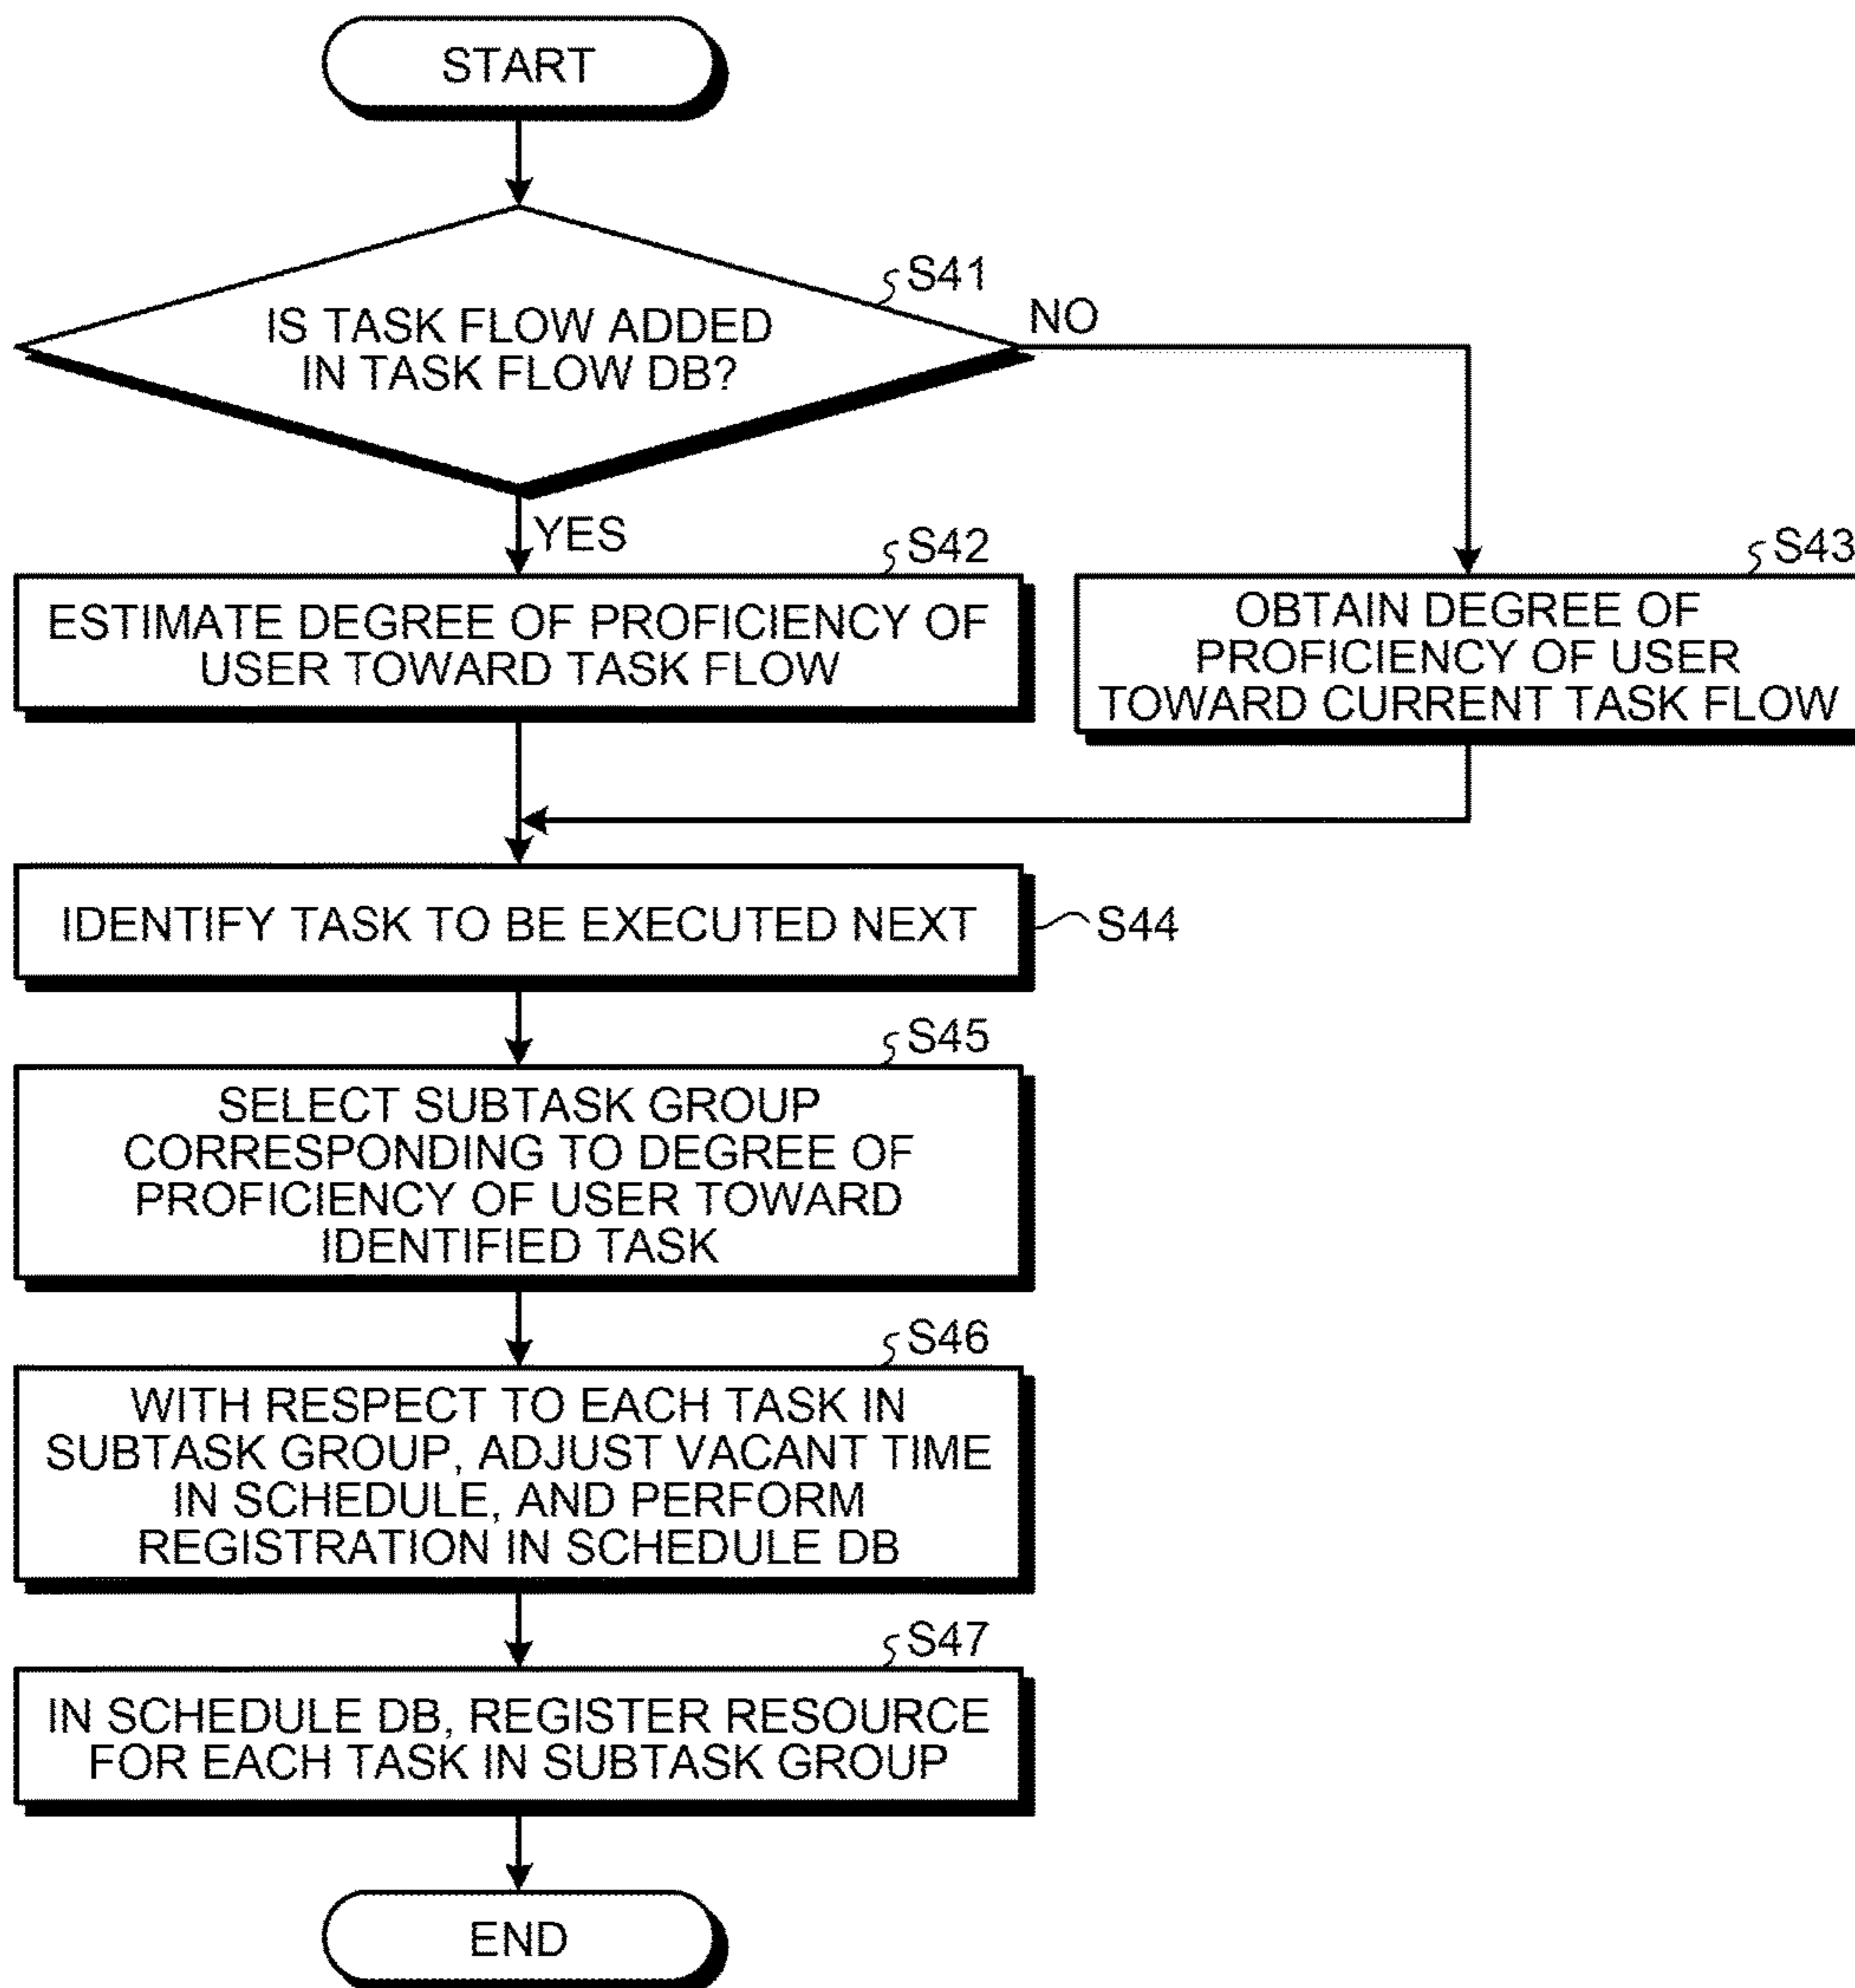 START
S41
IS TASK FLOW ADDED
IN TASK FLOW DB?
NO
YES
S42
ESTIMATE DEGREE OF PROFICIENCY OF
USER TOWARD TASK FLOW
S43
OBTAIN DEGREE OF
PROFICIENCY OF USER
TOWARD CURRENT TASK FLOW
IDENTIFY TASK TO BE EXECUTED NEXT
S44
S45
SELECT SUBTASK GROUP
CORRESPONDING TO DEGREE OF
PROFICIENCY OF USER TOWARD
IDENTIFIED TASK
S46
WITH RESPECT TO EACH TASK IN
SUBTASK GROUP, ADJUST VACANT TIME
IN SCHEDULE, AND PERFORM
REGISTRATION IN SCHEDULE DB
S47
IN SCHEDULE DB, REGISTER RESOURCE
FOR EACH TASK IN SUBTASK GROUP
END